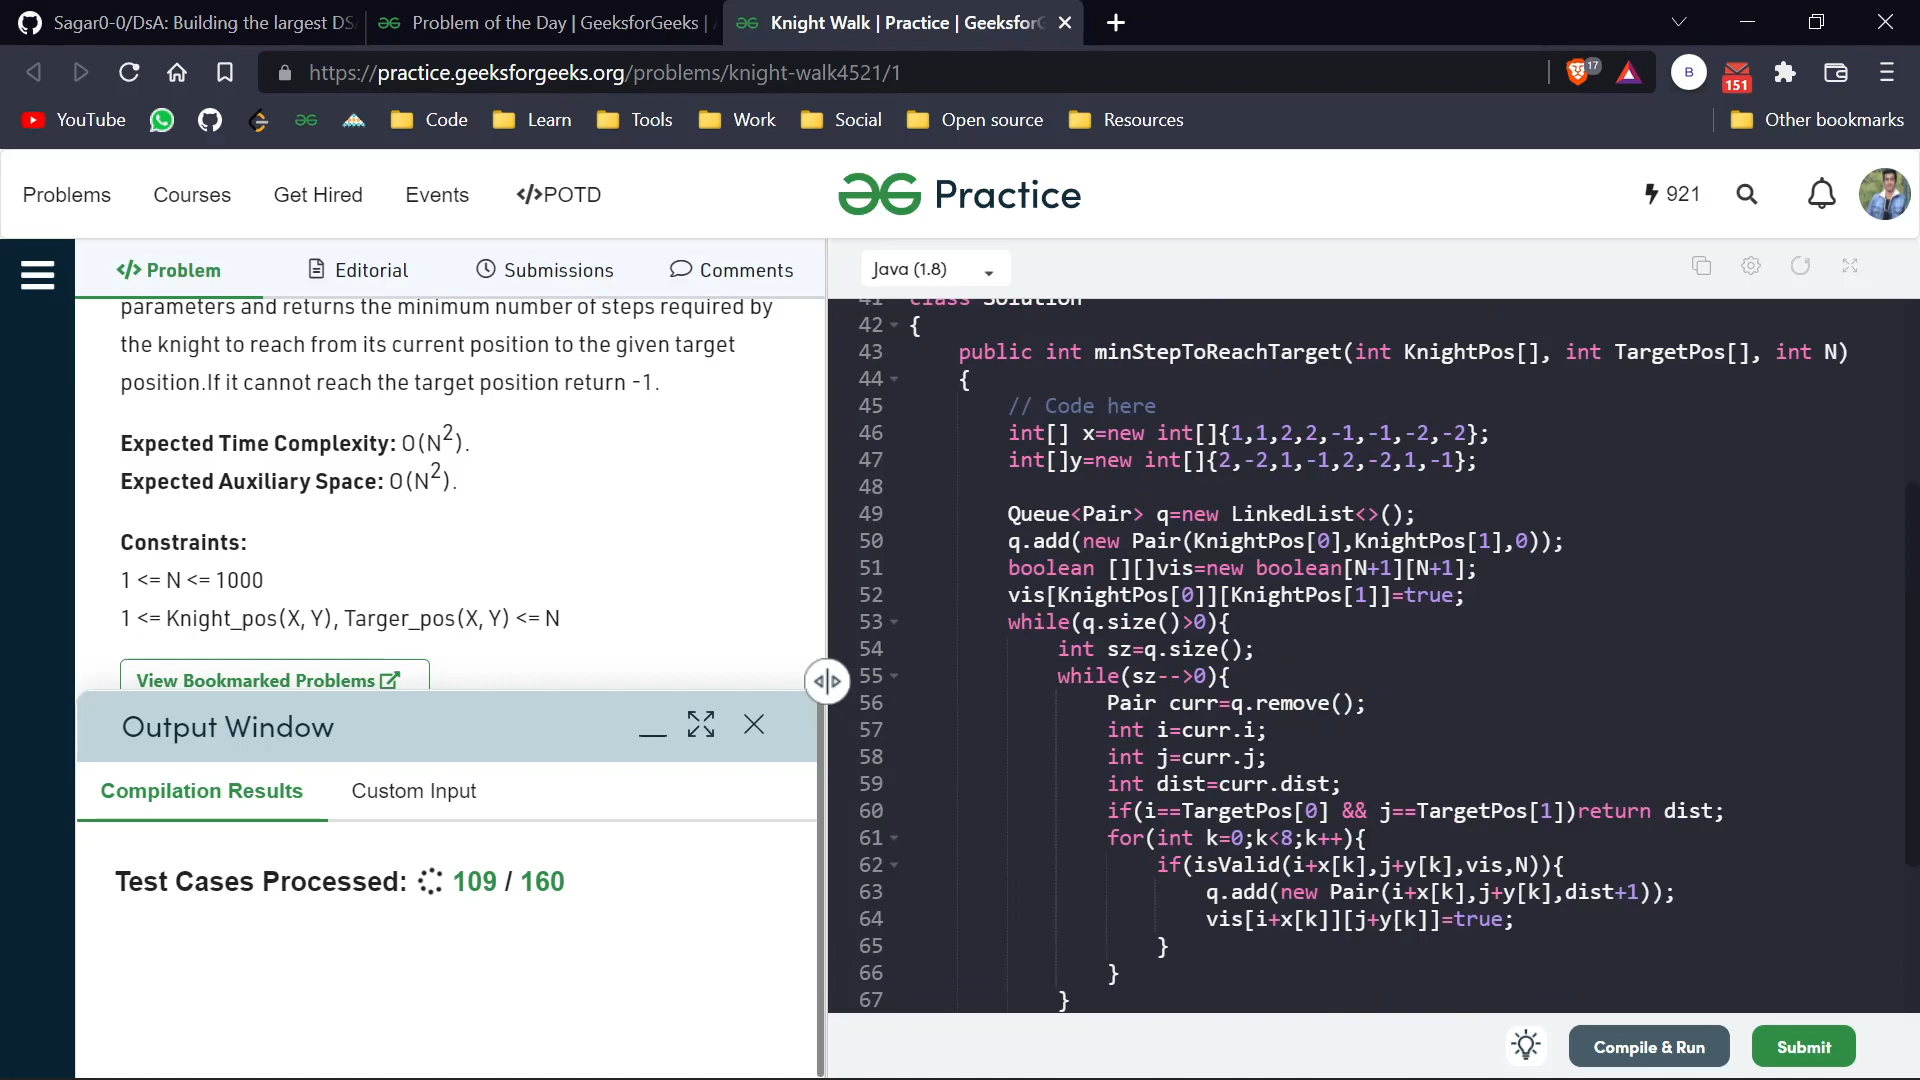 Sagar0-0/DsA: Building the largest DS
Problem of the Day | GeeksforGeeks |
Knight Walk | Practice | Geeksfor
https://practice.geeksforgeeks.org/problems/knight-walk4521/1
17
B
151
YouTube
Code
Learn
Tools
Work
Social
Open source
Resources
Other bookmarks
Problems
Courses
Get Hired
Events
</>POTD
Practice
921
</> Problem
Editorial
Submissions
Comments
Java (1.8)
parameters and returns the minimum number of steps required by
the knight to reach from its current position to the given target
position.If it cannot reach the target position return -1.
Expected Time Complexity: O(N2).
Expected Auxiliary Space: O(N2).
Constraints:
1 <= N <= 1000
1 <= Knight_pos(X, Y), Targer_pos(X, Y) <= N
View Bookmarked Problems
Output Window
Compilation Results
Custom Input
Test Cases Processed: 109 / 160
41 class Solution
42 {
43 public int minStepToReachTarget(int KnightPos[], int TargetPos[], int N)
44 {
45 // Code here
46 int[] x=new int[]{1,1,2,2,-1,-1,-2,-2};
47 int[]y=new int[]{2,-2,1,-1,2,-2,1,-1};
48
49 Queue<Pair> q=new LinkedList<>();
50 q.add(new Pair(KnightPos[0],KnightPos[1],0));
51 boolean [][]vis=new boolean[N+1][N+1];
52 vis[KnightPos[0]][KnightPos[1]]=true;
53 while(q.size()>0){
54 int sz=q.size();
55 while(sz-->0){
56 Pair curr=q.remove();
57 int i=curr.i;
58 int j=curr.j;
59 int dist=curr.dist;
60 if(i==TargetPos[0] && j==TargetPos[1])return dist;
61 for(int k=0;k<8;k++){
62 if(isValid(i+x[k],j+y[k],vis,N)){
63 q.add(new Pair(i+x[k],j+y[k],dist+1));
64 vis[i+x[k]][j+y[k]]=true;
65 }
66 }
67 }
Compile & Run
Submit